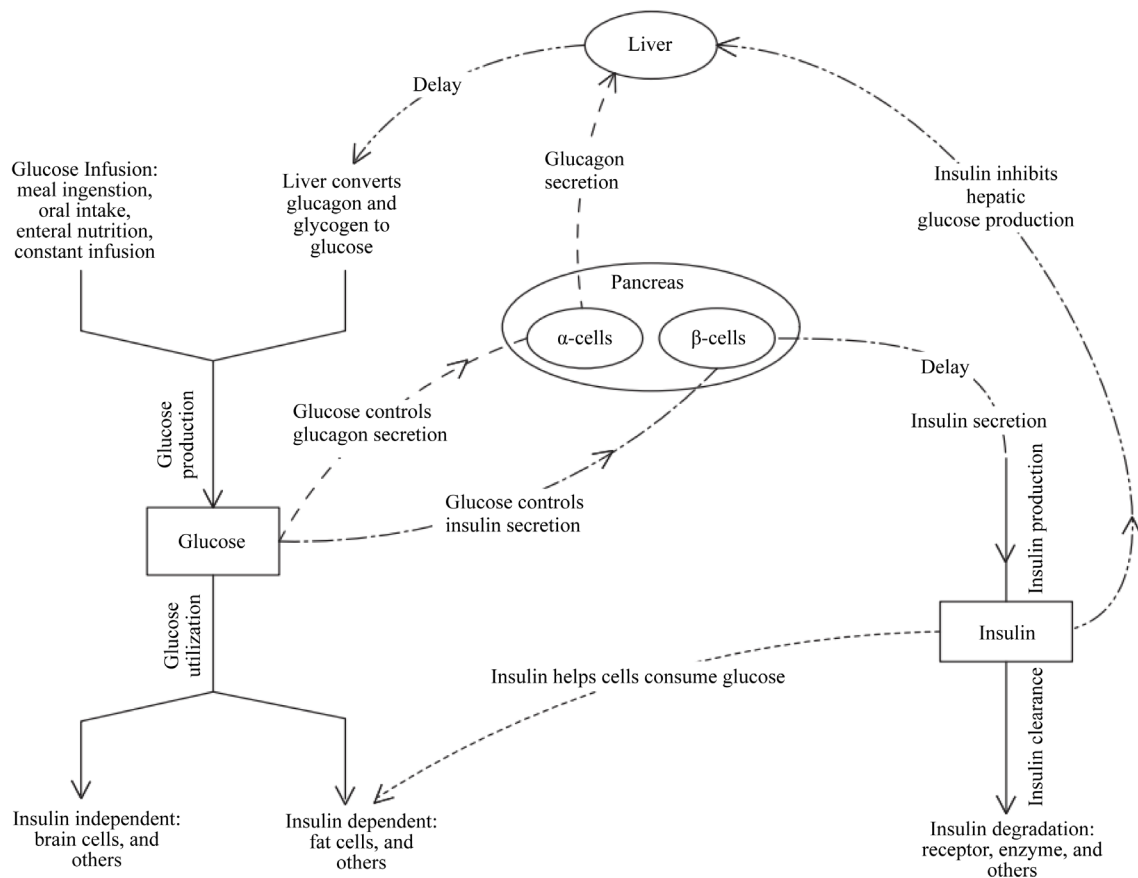 Liver
Delay
Glucose Infusion:
meal ingenstion,
oral intake,
enteral nutrition,
constant infusion
Liver converts
glucagon and
glycogen to
glucose
Glucagon
secretion
Insulin inhibits
hepatic
glucose production
Pancreas
α-cells
β-cells
Delay
Insulin secretion
Glucose
production
Glucose controls
glucagon secretion
Glucose controls
insulin secretion
Insulin production
Glucose
Glucose
utilization
Insulin
Insulin helps cells consume glucose
Insulin clearance
Insulin independent:
brain cells, and
others
Insulin dependent:
fat cells, and
others
Insulin degradation:
receptor, enzyme, and
others